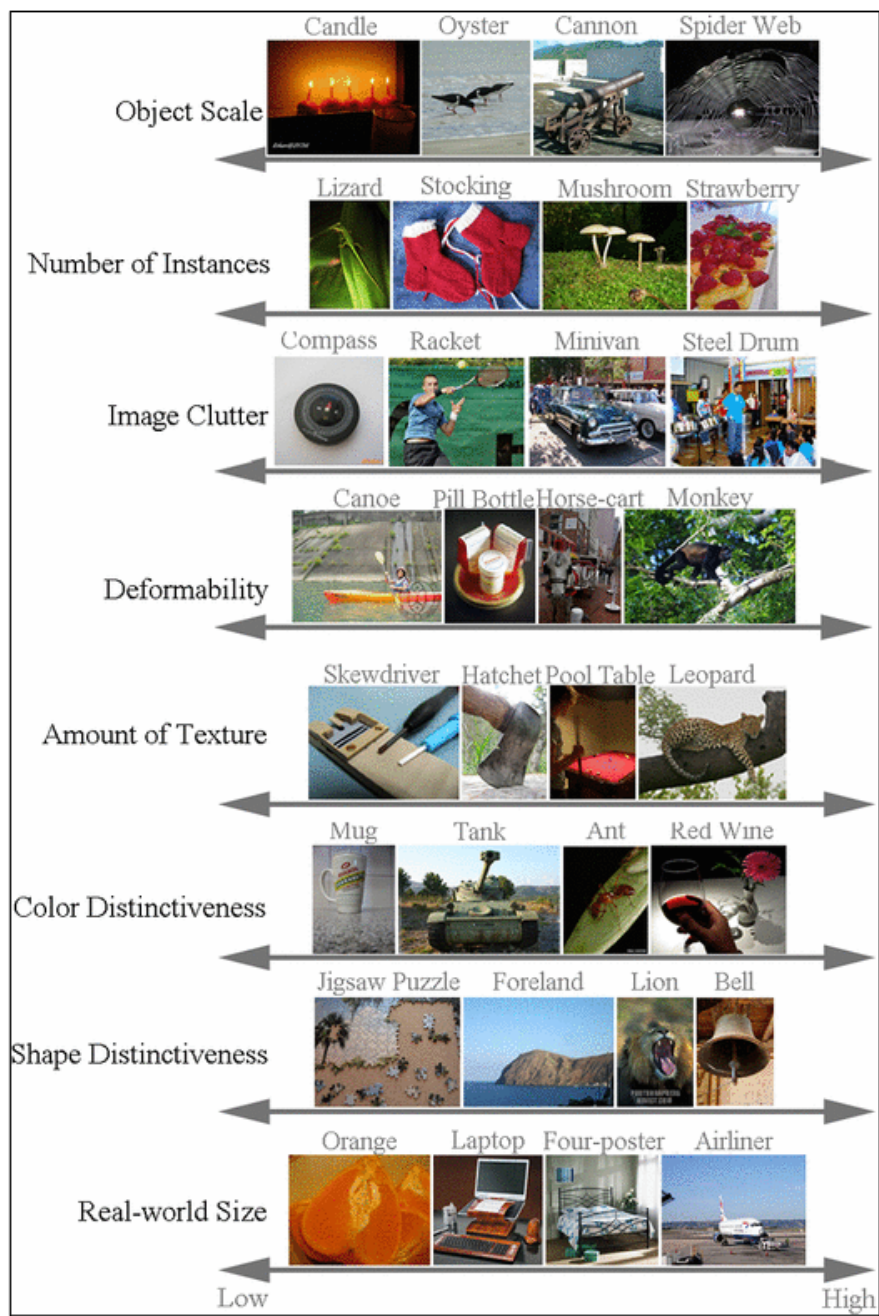 Candle Oyster Cannon Spider Web
Object Scale
Lizard Stocking Mushroom Strawberry
Number of Instances
Compass Racket Minivan Steel Drum
Image Clutter
Canoe Pill Bottle Horse-cart Monkey
Deformability
Skewdriver Hatchet Pool Table Leopard
Amount of Texture
Mug Tank Ant Red Wine
Color Distinctiveness
Jigsaw Puzzle Foreland Lion Bell
Shape Distinctiveness
Orange Laptop Four-poster Airliner
Real-world Size
Low High